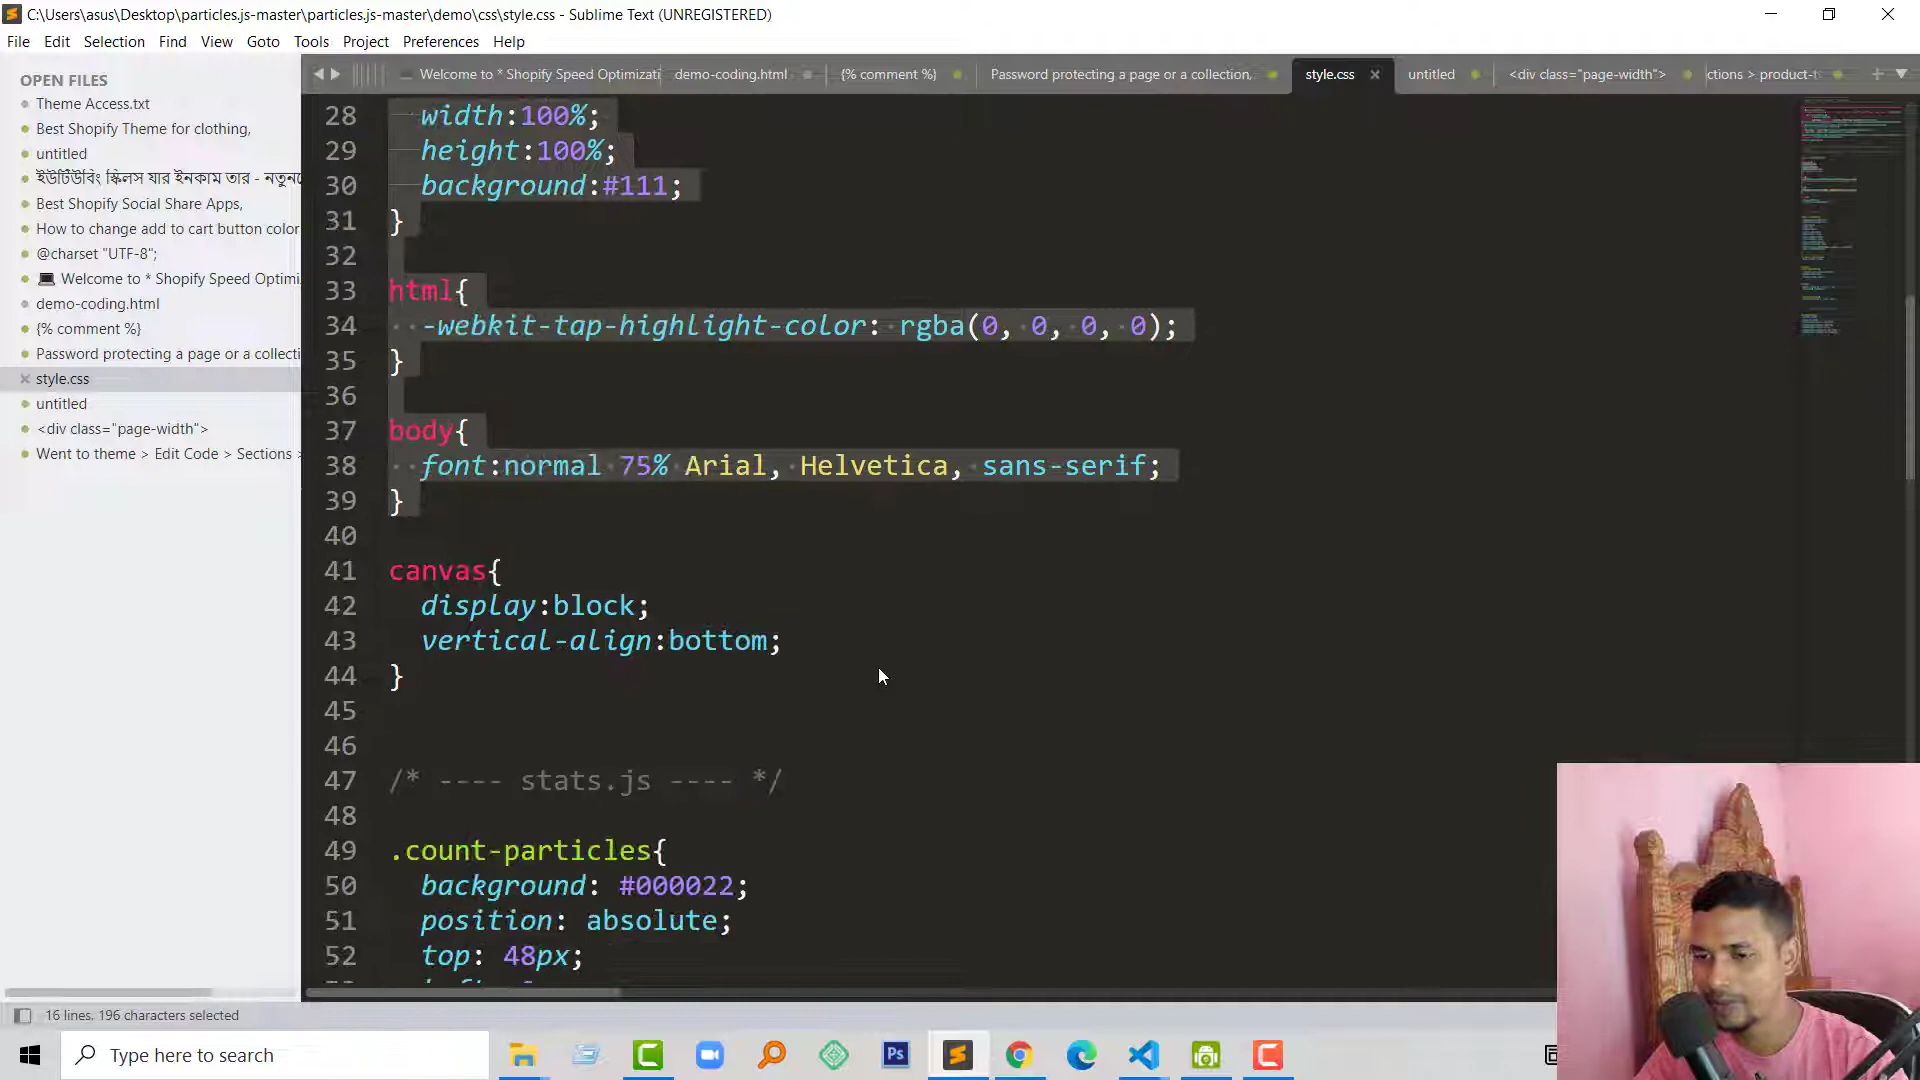 C:\Users\asus\Desktop\particles.js-master\particles.js-master\demo\css\style.css - Sublime Text (UNREGISTERED)
File Edit Selection Find View Goto Tools Project Preferences Help
OPEN FILES
Theme Access.txt
Best Shopify Theme for clothing,
untitled
ইউটিউবিং স্কিলস যার ইনকাম তার - নতুন
Best Shopify Social Share Apps,
How to change add to cart button color
@charset "UTF-8";
💻 Welcome to * Shopify Speed Optimi
demo-coding.html
{% comment %}
Password protecting a page or a collecti
style.css
untitled
<div class="page-width">
Went to theme > Edit Code > Sections >
Welcome to * Shopify Speed Optimizati demo-coding.html {% comment %} Password protecting a page or a collection, style.css untitled <div class="page-width"> ctions > product-t
28 width:100%;
29 height:100%;
30 background:#111;
31 }
32
33 html{
34 -webkit-tap-highlight-color: rgba(0, 0, 0, 0);
35 }
36
37 body{
38 font:normal 75% Arial, Helvetica, sans-serif;
39 }
40
41 canvas{
42 display:block;
43 vertical-align:bottom;
44 }
45
46
47 /* ---- stats.js ---- */
48
49 .count-particles{
50 background: #000022;
51 position: absolute;
52 top: 48px;
16 lines, 196 characters selected
Type here to search
Ps